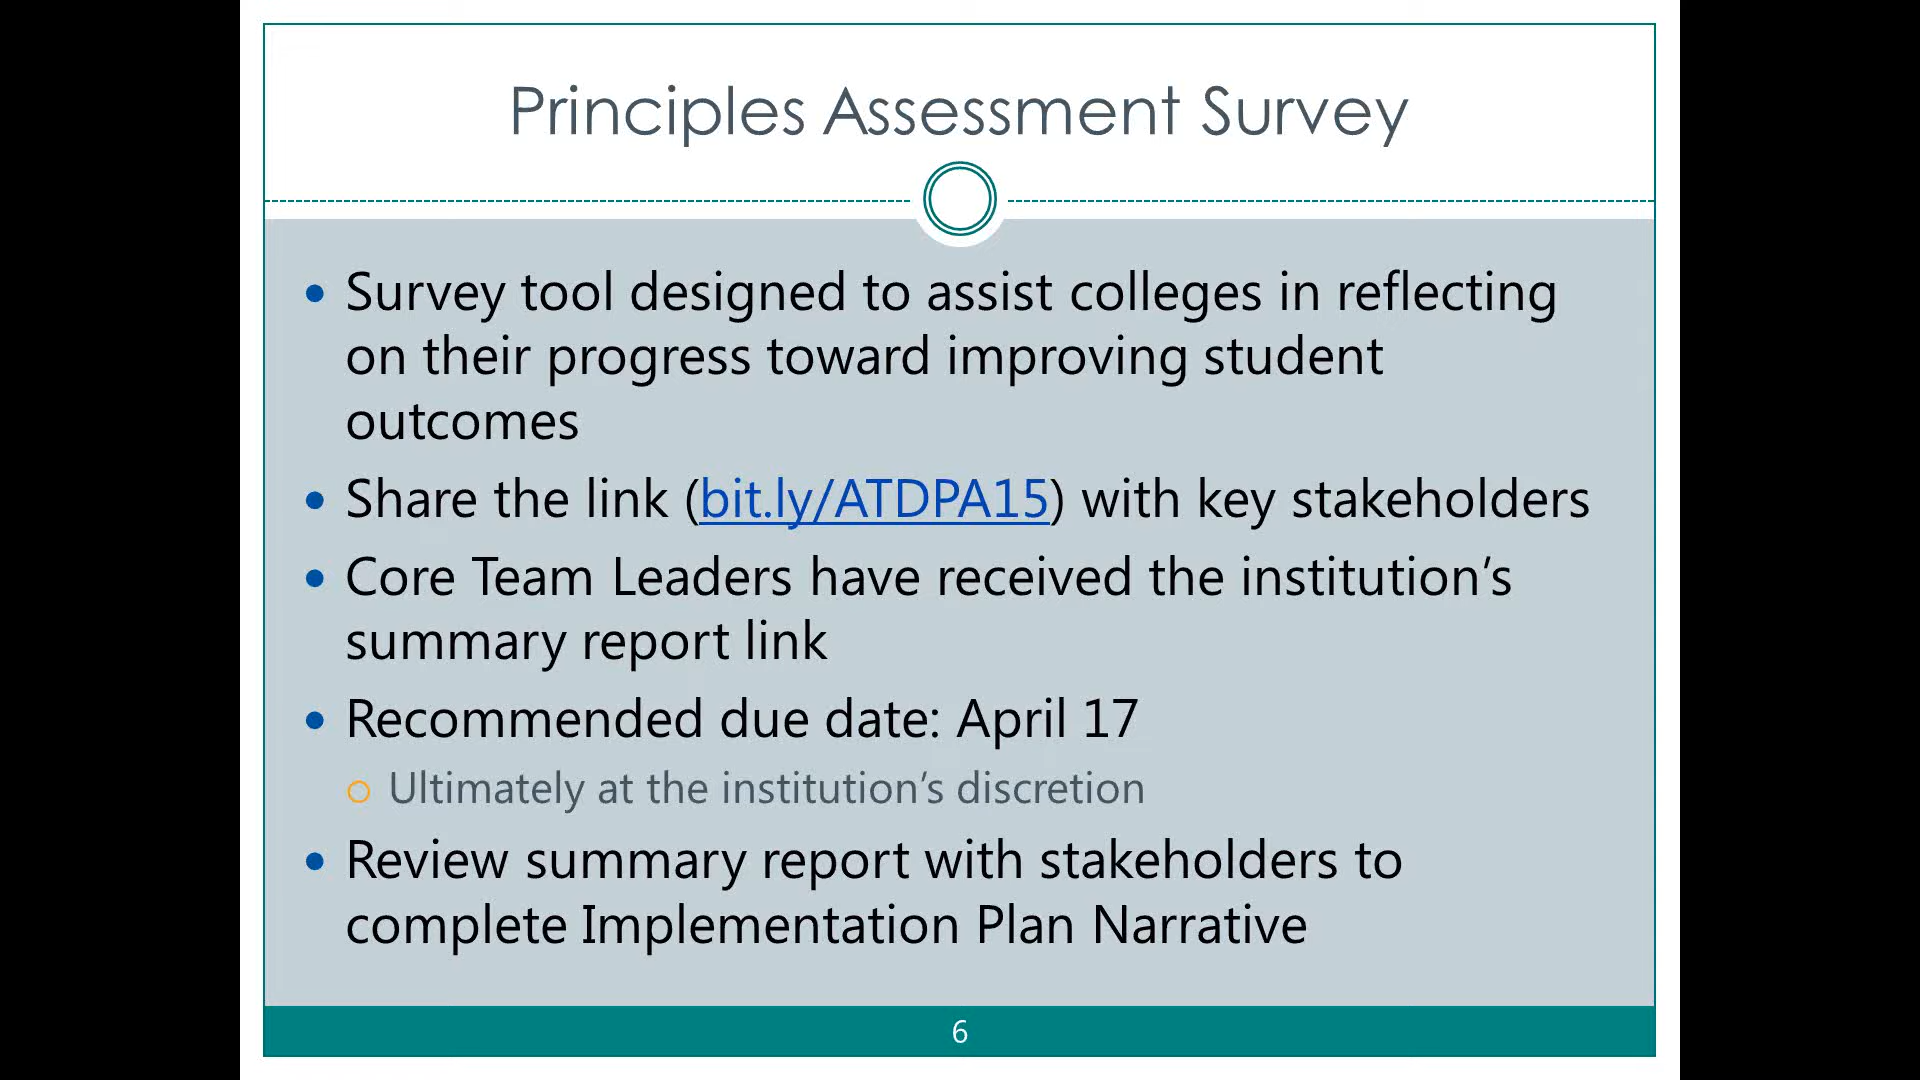 Principles Assessment Survey
• Survey tool designed to assist colleges in reflecting
on their progress toward improving student
outcomes
• Share the link (bit.ly/ATDPA15) with key stakeholders
• Core Team Leaders have received the institution’s
summary report link
• Recommended due date: April 17
○ Ultimately at the institution’s discretion
• Review summary report with stakeholders to
complete Implementation Plan Narrative
6